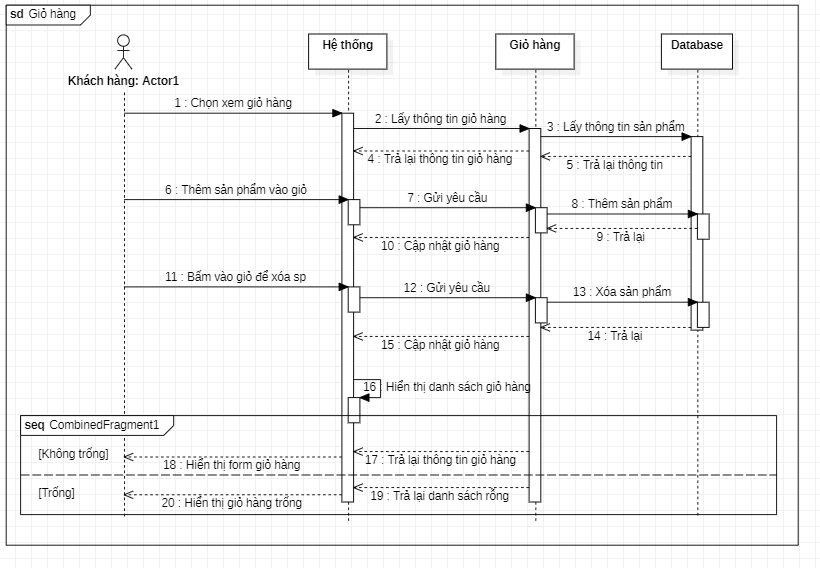 sd Giỏ hàng
Hệ thống
Giỏ hàng
Database
Khách hàng: Actor1
1 : Chọn xem giỏ hàng
2 : Lấy thông tin giỏ hàng
3 : Lấy thông tin sản phẩm
4 : Trả lại thông tin giỏ hàng
5 : Trả lại thông tin
6 : Thêm sản phẩm vào giỏ
7 : Gửi yêu cầu
8 : Thêm sản phẩm
9 : Trả lại
10 : Cập nhật giỏ hàng
11 : Bấm vào giỏ để xóa sp
12 : Gửi yêu cầu
13 : Xóa sản phẩm
14 : Trả lại
15 : Cập nhật giỏ hàng
16 : Hiển thị danh sách giỏ hàng
seq CombinedFragment1
[Không trống]
17 : Trả lại thông tin giỏ hàng
18 : Hiển thị form giỏ hàng
[Trống]
19 : Trả lại danh sách rỗng
20 : Hiển thị giỏ hàng trống